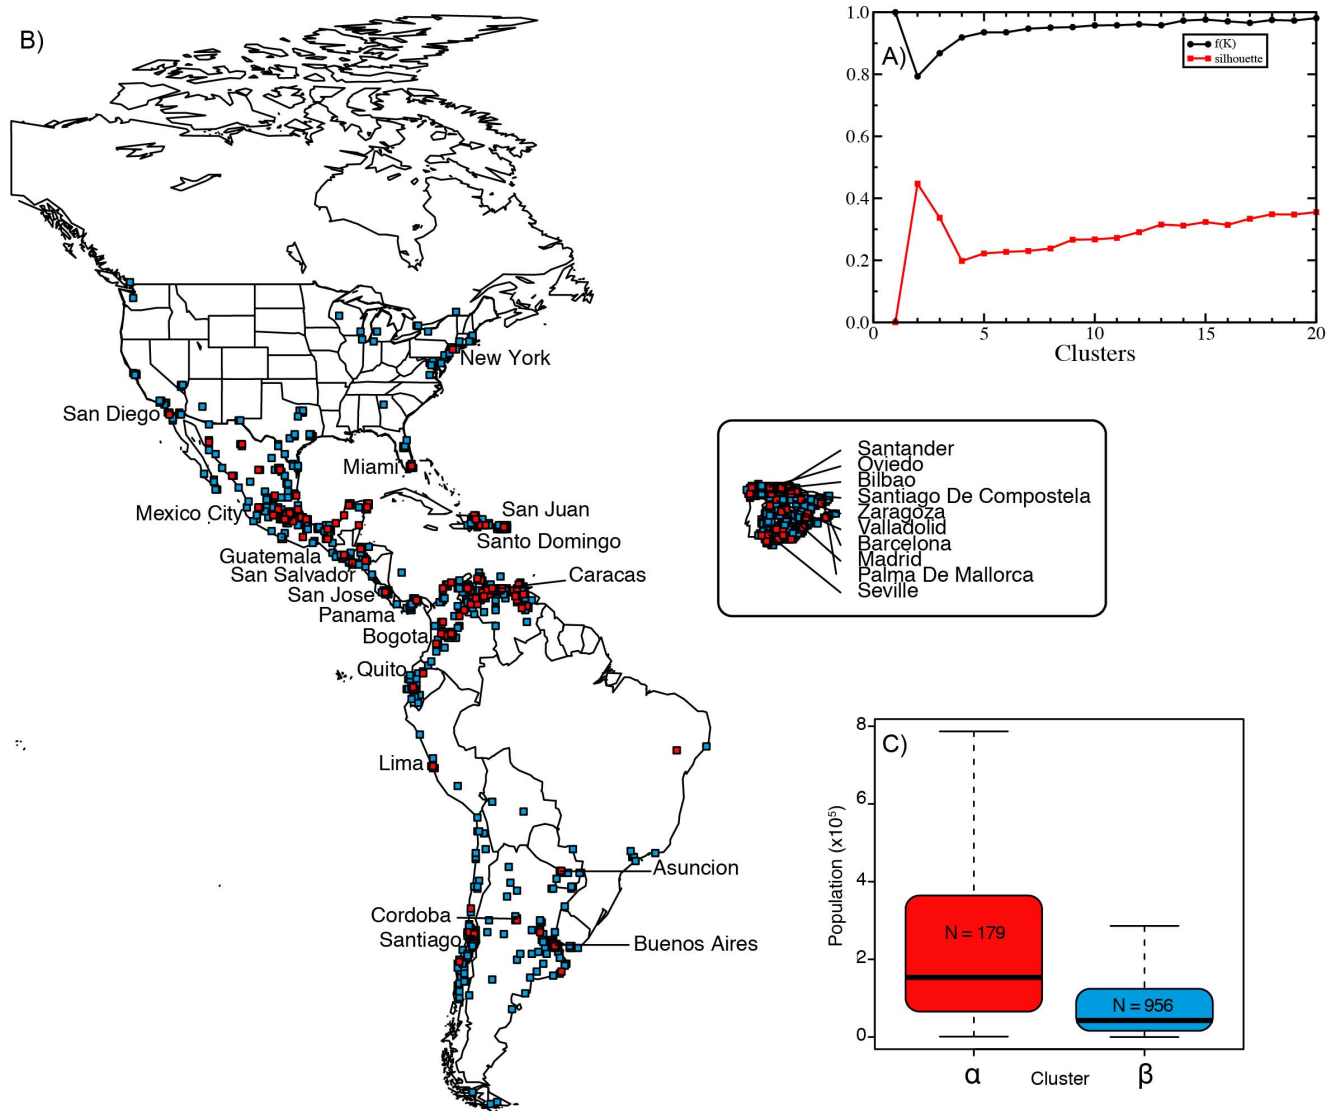 B)
New York
San Diego
Miami
Mexico City
San Juan
Santo Domingo
Guatemala
San Salvador
San Jose
Panama
Caracas
Bogota
Quito
Lima
Asuncion
Cordoba
Santiago
Buenos Aires
A)
1.0
0.8
0.6
0.4
0.2
0.0
f(K)
silhouette
0 5 10 15 20
Clusters
Santander
Oviedo
Bilbao
Santiago De Compostela
Zaragoza
Valladolid
Barcelona
Madrid
Palma De Mallorca
Seville
C)
Population (x10⁵)
8
6
4
2
0
N = 179
N = 956
α Cluster β